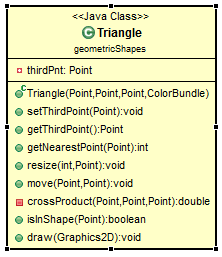 <<Java Class>>
Triangle
geometricShapes
thirdPnt: Point
Triangle(Point,Point,Point,ColorBundle)
setThirdPoint(Point):void
getThirdPoint():Point
getNearestPoint(Point):int
resize(int,Point):void
move(Point,Point):void
crossProduct(Point,Point,Point):double
isInShape(Point):boolean
draw(Graphics2D):void